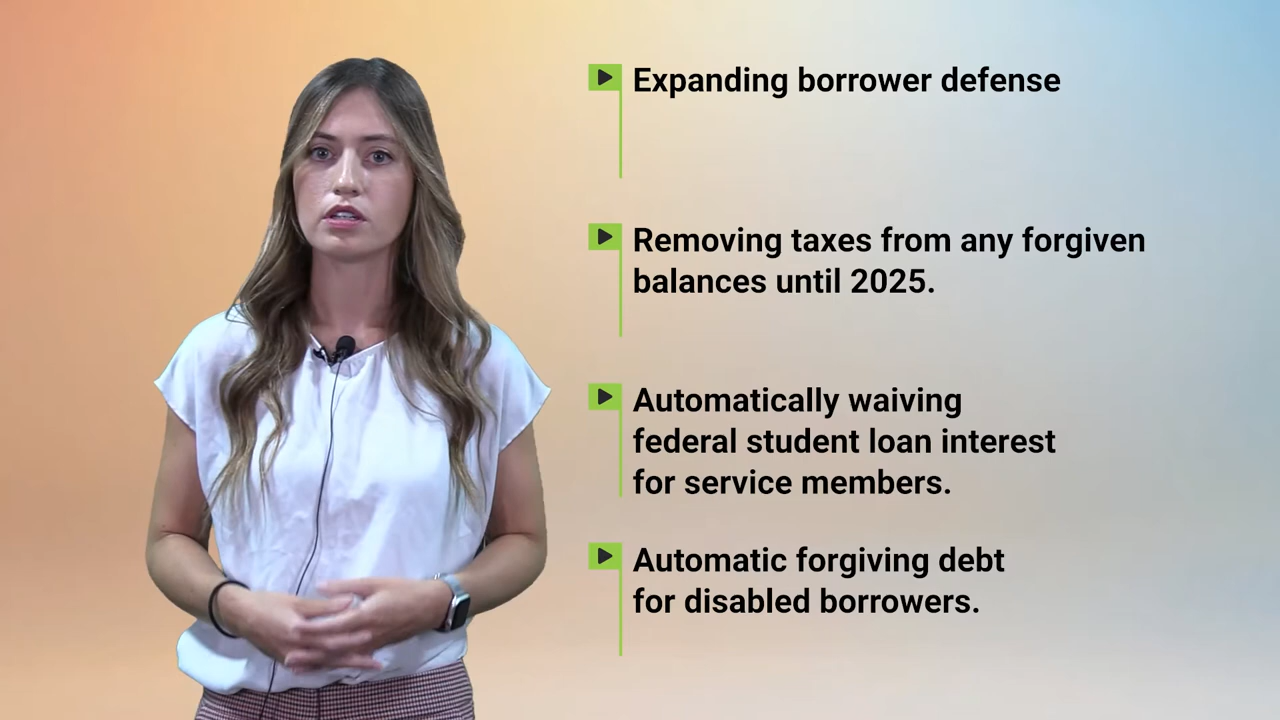 Expanding borrower defense
Removing taxes from any forgiven
balances until 2025.
Automatically waiving
federal student loan interest
for service members.
Automatic forgiving debt
for disabled borrowers.